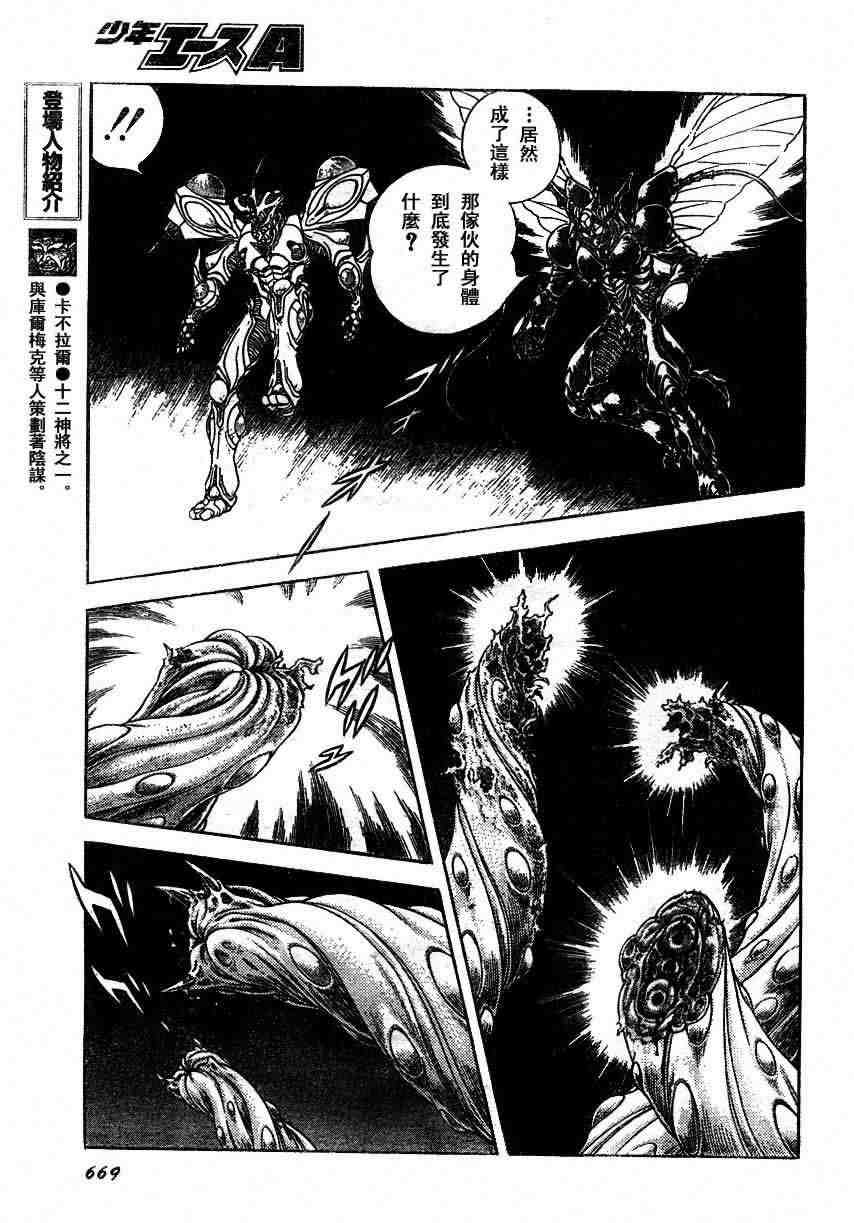 少年エースA
…居然
成了這樣
那傢伙的身體
到底發生了
什麼?
!!
登場人物紹介
●卡不拉爾●十二神將之一。
與庫爾梅克等人策劃著陰謀。
669